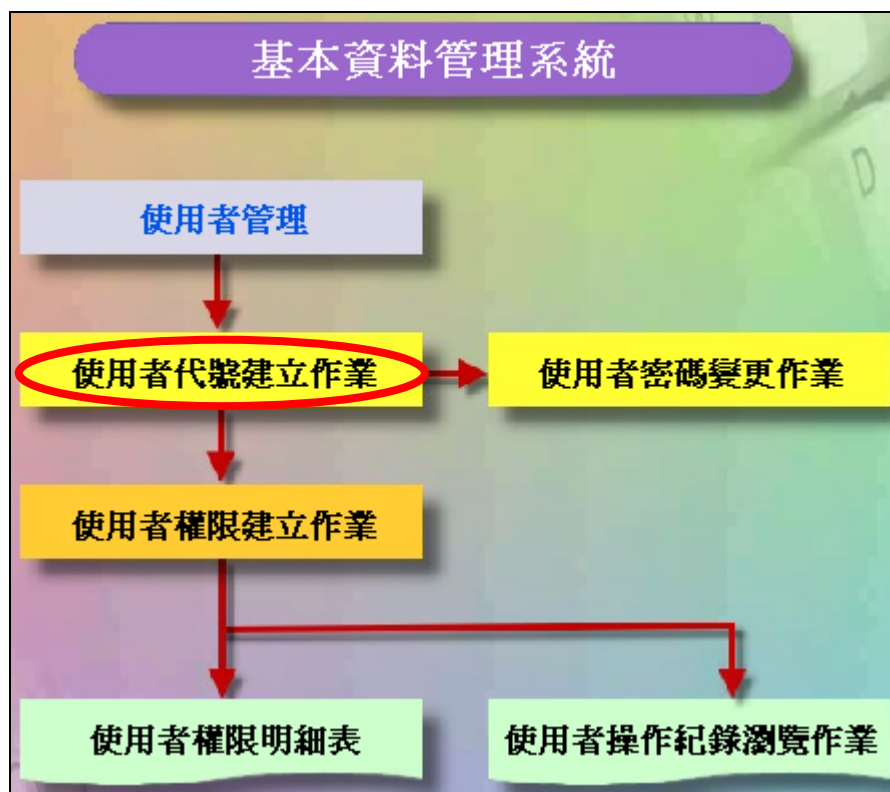 基本資料管理系統
使用者管理
使用者代號建立作業
使用者密碼變更作業
使用者權限建立作業
使用者權限明細表
使用者操作紀錄瀏覽作業
D